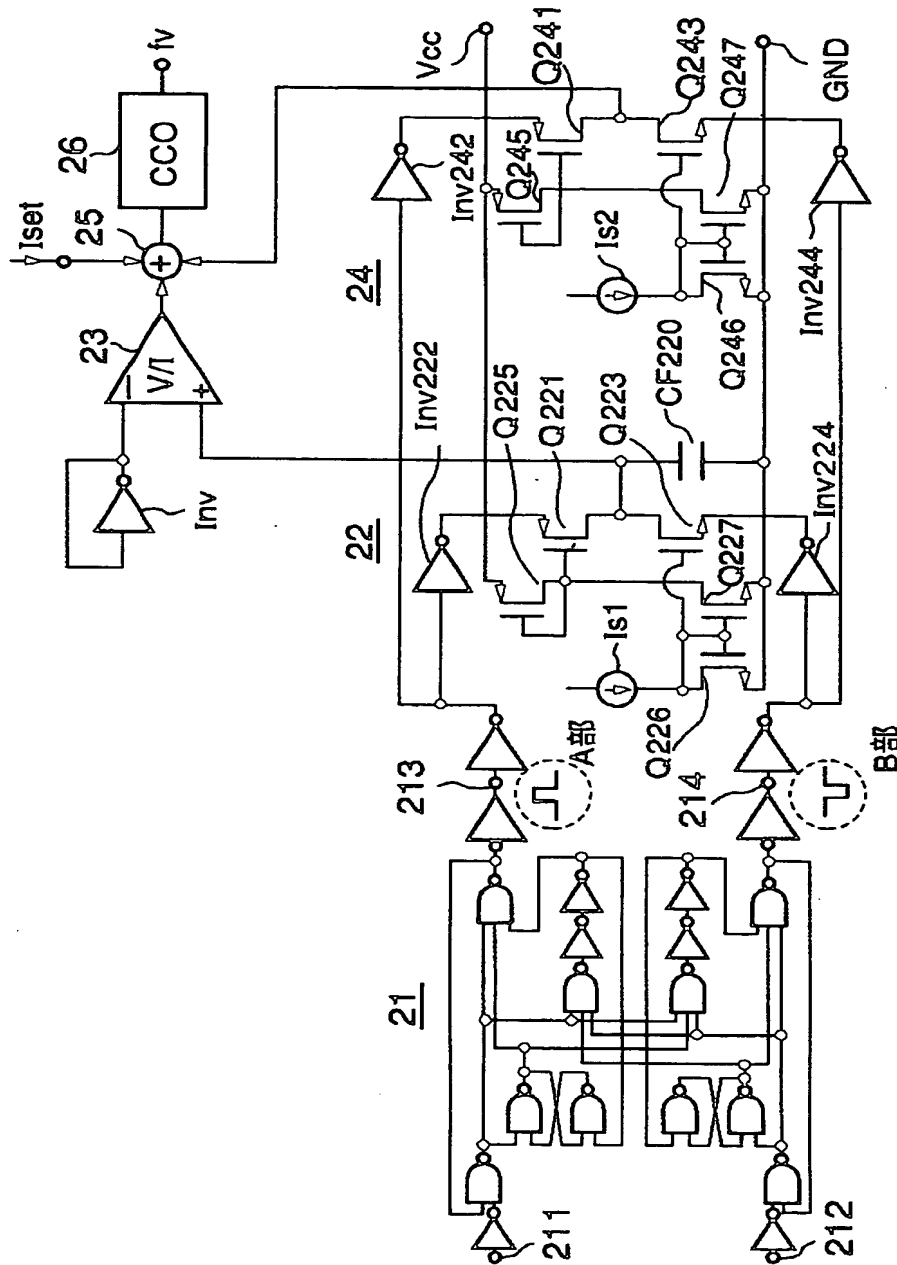 Iset
25
26
CCO
fv
23
V/I
−
+
+
Inv
Inv222
22
24
Inv242
Vcc
Q225
Q221
Q245
Q241
Q223
Q243
Q247
CF220
Is1
Is2
Q227
Q226
Q246
GND
Inv224
Inv244
213
A部
214
B部
21
211
212